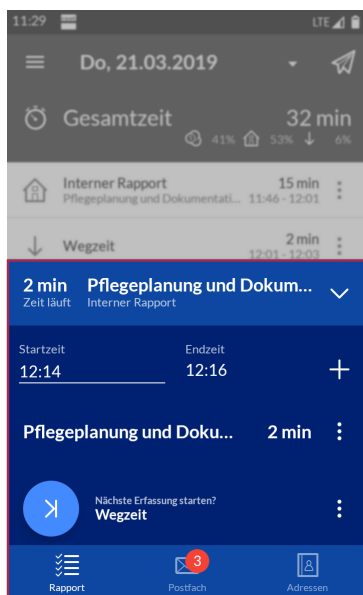 11:29 LTE
Do, 21.03.2019
Gesamtzeit 32 min
41% 53% 6%
Interner Rapport 15 min
Pflegeplanung und Dokumentati... 11:46 - 12:01
Wegzeit 2 min
12:01 - 12:03
2 min Pflegeplanung und Dokum...
Zeit läuft Interner Rapport
Startzeit Endzeit
12:14 12:16
Pflegeplanung und Doku... 2 min
Nächste Erfassung starten?
Wegzeit
3
Rapport Postfach Adressen